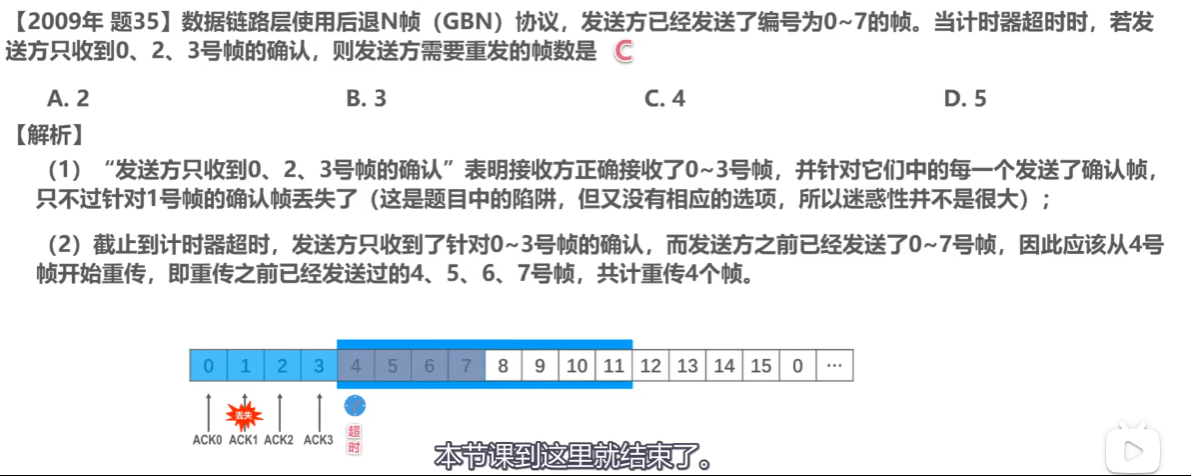 【2009年 题35】数据链路层使用后退N帧（GBN）协议，发送方已经发送了编号为0~7的帧。当计时器超时时，若发
送方只收到0、2、3号帧的确认，则发送方需要重发的帧数是 C
A. 2 B. 3 C. 4 D. 5
【解析】
（1）“发送方只收到0、2、3号帧的确认”表明接收方正确接收了0~3号帧，并针对它们中的每一个发送了确认帧，
只不过针对1号帧的确认帧丢失了（这是题目中的陷阱，但又没有相应的选项，所以迷惑性并不是很大）；
（2）截止到计时器超时，发送方只收到了针对0~3号帧的确认，而发送方之前已经发送了0~7号帧，因此应该从4号
帧开始重传，即重传之前已经发送过的4、5、6、7号帧，共计重传4个帧。
0 1 2 3 4 5 6 7 8 9 10 11 12 13 14 15 0 ···
丢失
ACK0 ACK1 ACK2 ACK3
超
时
本节课到这里就结束了。